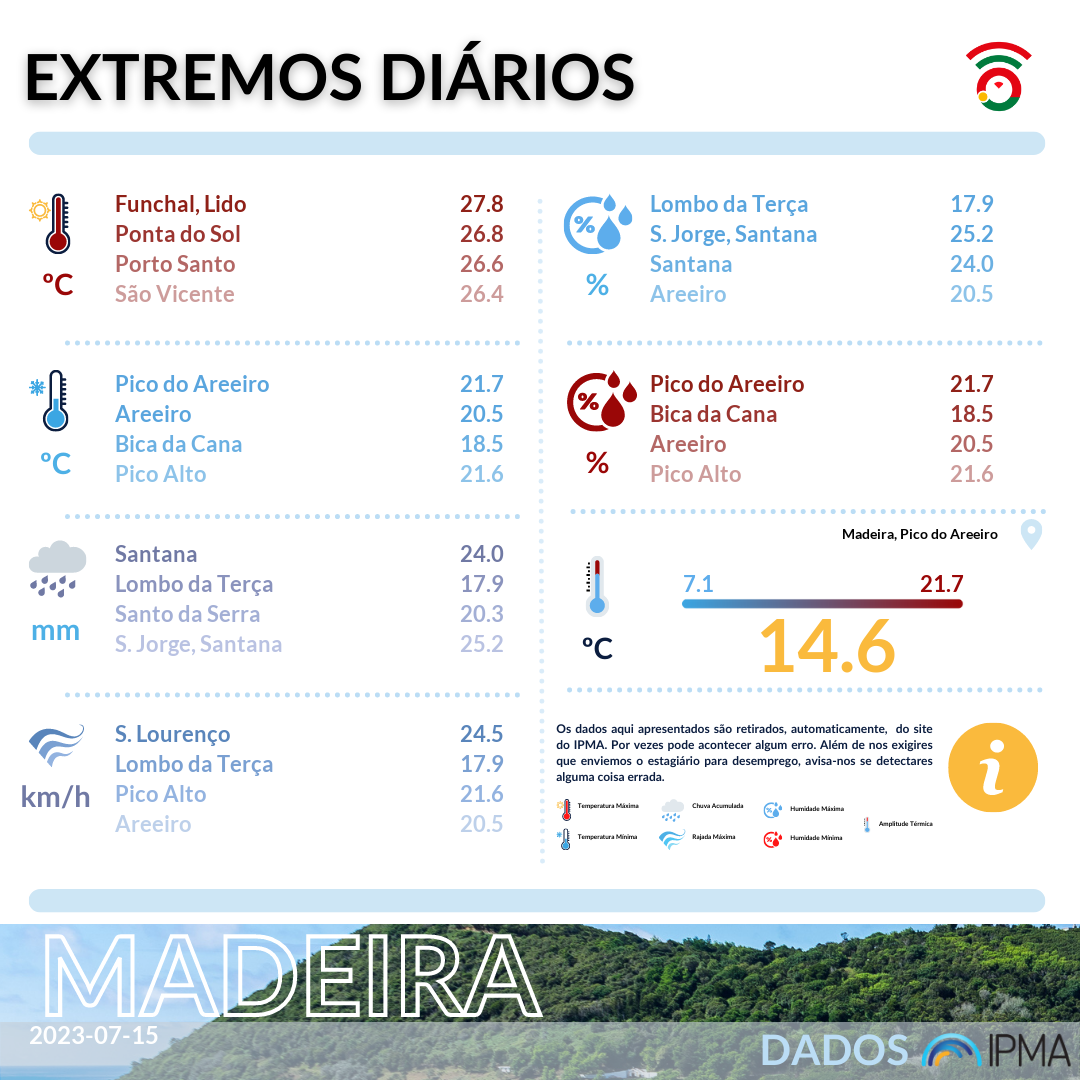 EXTREMOS DIÁRIOS
Funchal, Lido 27.8
Ponta do Sol 26.8
Porto Santo 26.6
São Vicente 26.4
ºC
Pico do Areeiro 21.7
Areeiro 20.5
Bica da Cana 18.5
Pico Alto 21.6
ºC
Santana 24.0
Lombo da Terça 17.9
Santo da Serra 20.3
S. Jorge, Santana 25.2
mm
S. Lourenço 24.5
Lombo da Terça 17.9
Pico Alto 21.6
Areeiro 20.5
km/h
%
Lombo da Terça 17.9
S. Jorge, Santana 25.2
Santana 24.0
Areeiro 20.5
%
%
Pico do Areeiro 21.7
Bica da Cana 18.5
Areeiro 20.5
Pico Alto 21.6
%
Madeira, Pico do Areeiro
7.1 21.7
14.6
ºC
Os dados aqui apresentados são retirados, automaticamente, do site
do IPMA. Por vezes pode acontecer algum erro. Além de nos exigires
que enviemos o estagiário para desemprego, avisa-nos se detectares
alguma coisa errada.
i
Temperatura Máxima Chuva Acumulada Humidade Máxima
Amplitude Térmica
Temperatura Mínima Rajada Máxima Humidade Mínima
MADEIRA
2023-07-15
DADOS IPMA